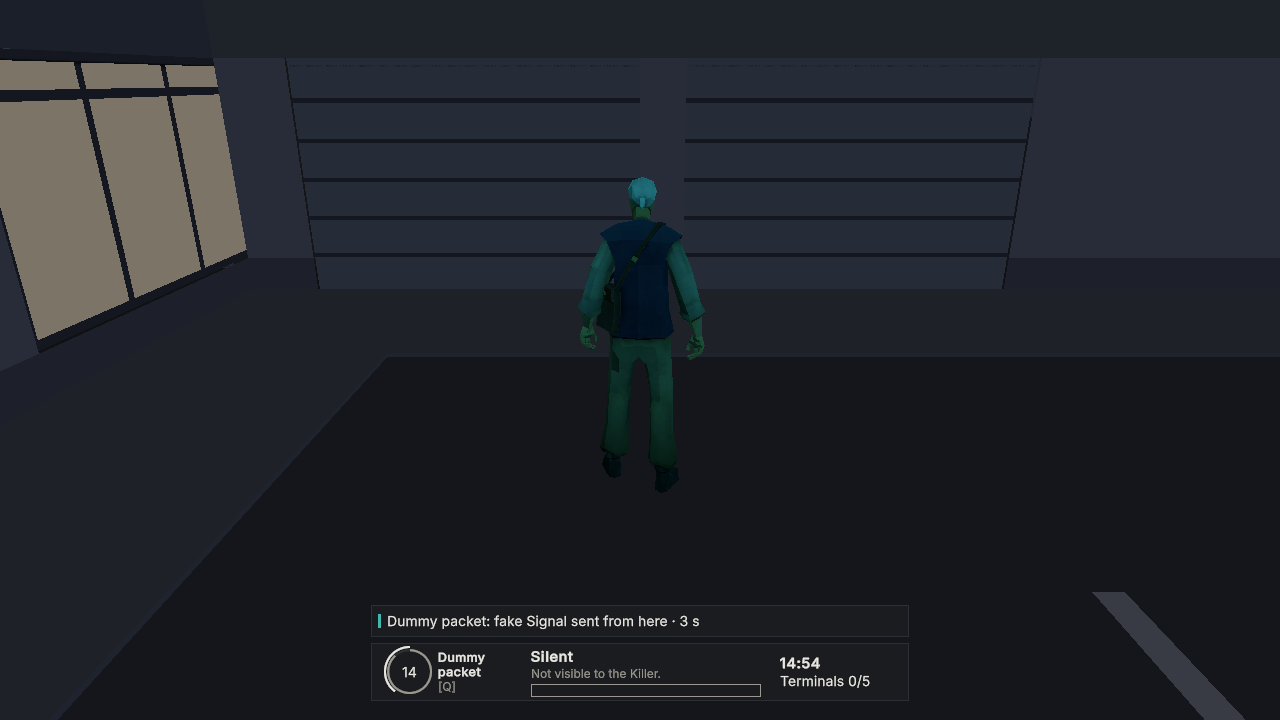 Dummy packet: fake Signal sent from here · 3 s
14
Dummy
packet
[Q]
Silent
Not visible to the Killer.
14:54
Terminals 0/5